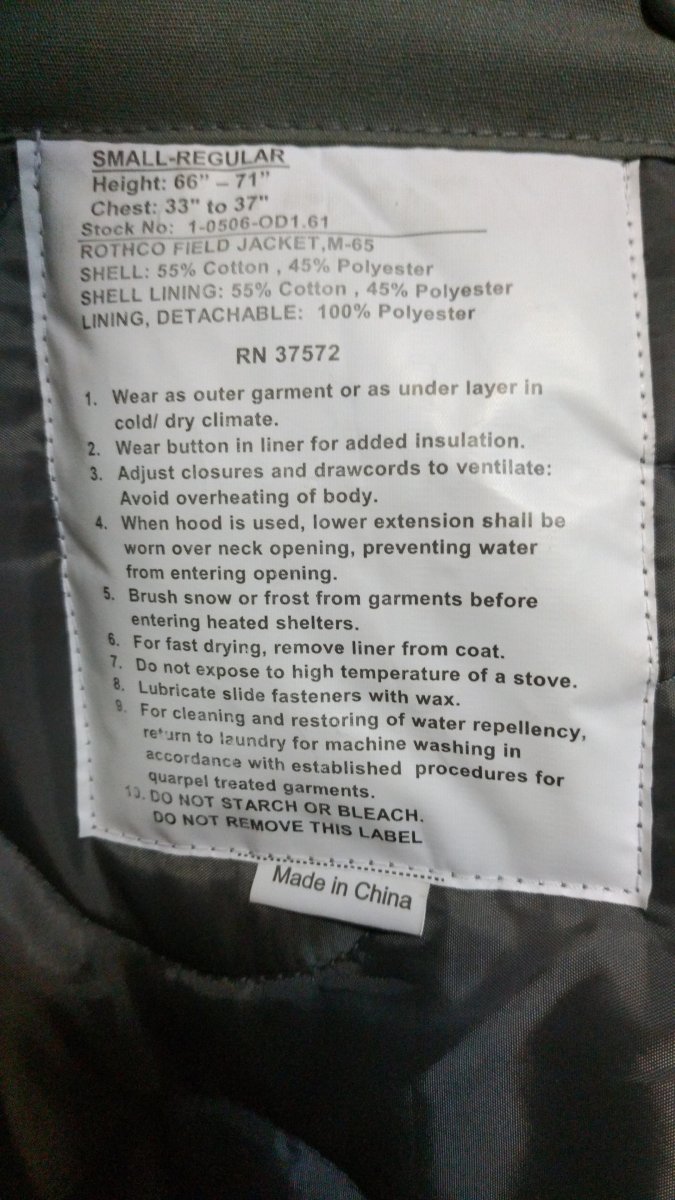 SMALL-REGULAR
Height: 66” – 71”
Chest: 33" to 37"
Stock No: 1-0506-OD1.61
ROTHCO FIELD JACKET,M-65
SHELL: 55% Cotton , 45% Polyester
SHELL LINING: 55% Cotton , 45% Polyester
LINING, DETACHABLE: 100% Polyester
RN 37572
1. Wear as outer garment or as under layer in
cold/ dry climate.
2. Wear button in liner for added insulation.
3. Adjust closures and drawcords to ventilate:
Avoid overheating of body.
4. When hood is used, lower extension shall be
worn over neck opening, preventing water
from entering opening.
5. Brush snow or frost from garments before
entering heated shelters.
6. For fast drying, remove liner from coat.
7. Do not expose to high temperature of a stove.
8. Lubricate slide fasteners with wax.
9. For cleaning and restoring of water repellency,
return to laundry for machine washing in
accordance with established procedures for
quarpel treated garments.
10. DO NOT STARCH OR BLEACH.
DO NOT REMOVE THIS LABEL
Made in China